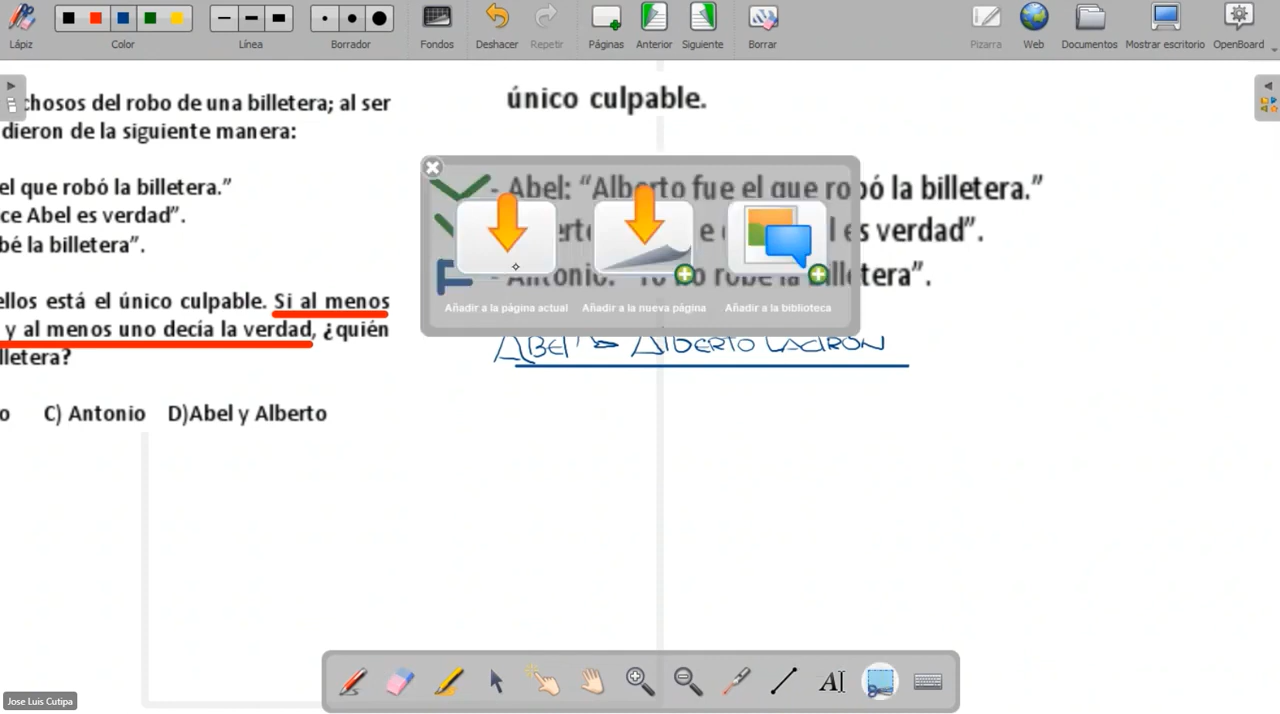 Lápiz
Color
Línea
Borrador
Fondos
Deshacer
Repetir
Páginas
Anterior
Siguiente
Borrar
Pizarra
Web
Documentos
Mostrar escritorio
OpenBoard
chosos del robo de una billetera; al ser
dieron de la siguiente manera:
el que robó la billetera.”
ce Abel es verdad”.
bé la billetera”.
ellos está el único culpable. Si al menos
y al menos uno decía la verdad, ¿quién
lletera?
o C) Antonio D)Abel y Alberto
único culpable.
- Abel: “Alberto fue el que robó la billetera.”
es verdad”.
- Antonio: “Yo no robé la billetera”.
Añadir a la página actual
Añadir a la nueva página
Añadir a la biblioteca
ABEL ALBERTO LADRON
Jose Luis Cutipa